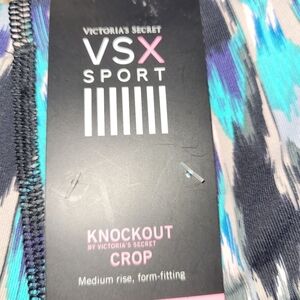 VICTORIA'S SECRET
VSX
SPORT
KNOCKOUT
BY VICTORIA'S SECRET
CROP
Medium rise, form-fitting